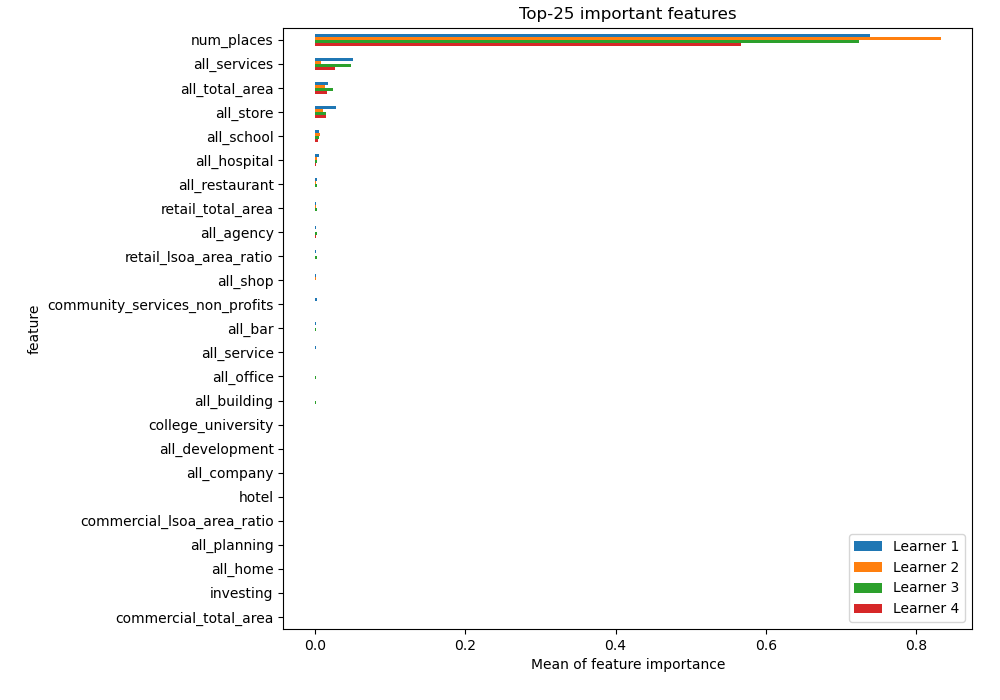 Top-25 important features
num_places
all_services
all_total_area
all_store
all_school
all_hospital
all_restaurant
retail_total_area
all_agency
retail_lsoa_area_ratio
all_shop
community_services_non_profits
all_bar
all_service
all_office
all_building
college_university
all_development
all_company
hotel
commercial_lsoa_area_ratio
all_planning
all_home
investing
commercial_total_area
feature
Learner 1
Learner 2
Learner 3
Learner 4
0.0 0.2 0.4 0.6 0.8
Mean of feature importance